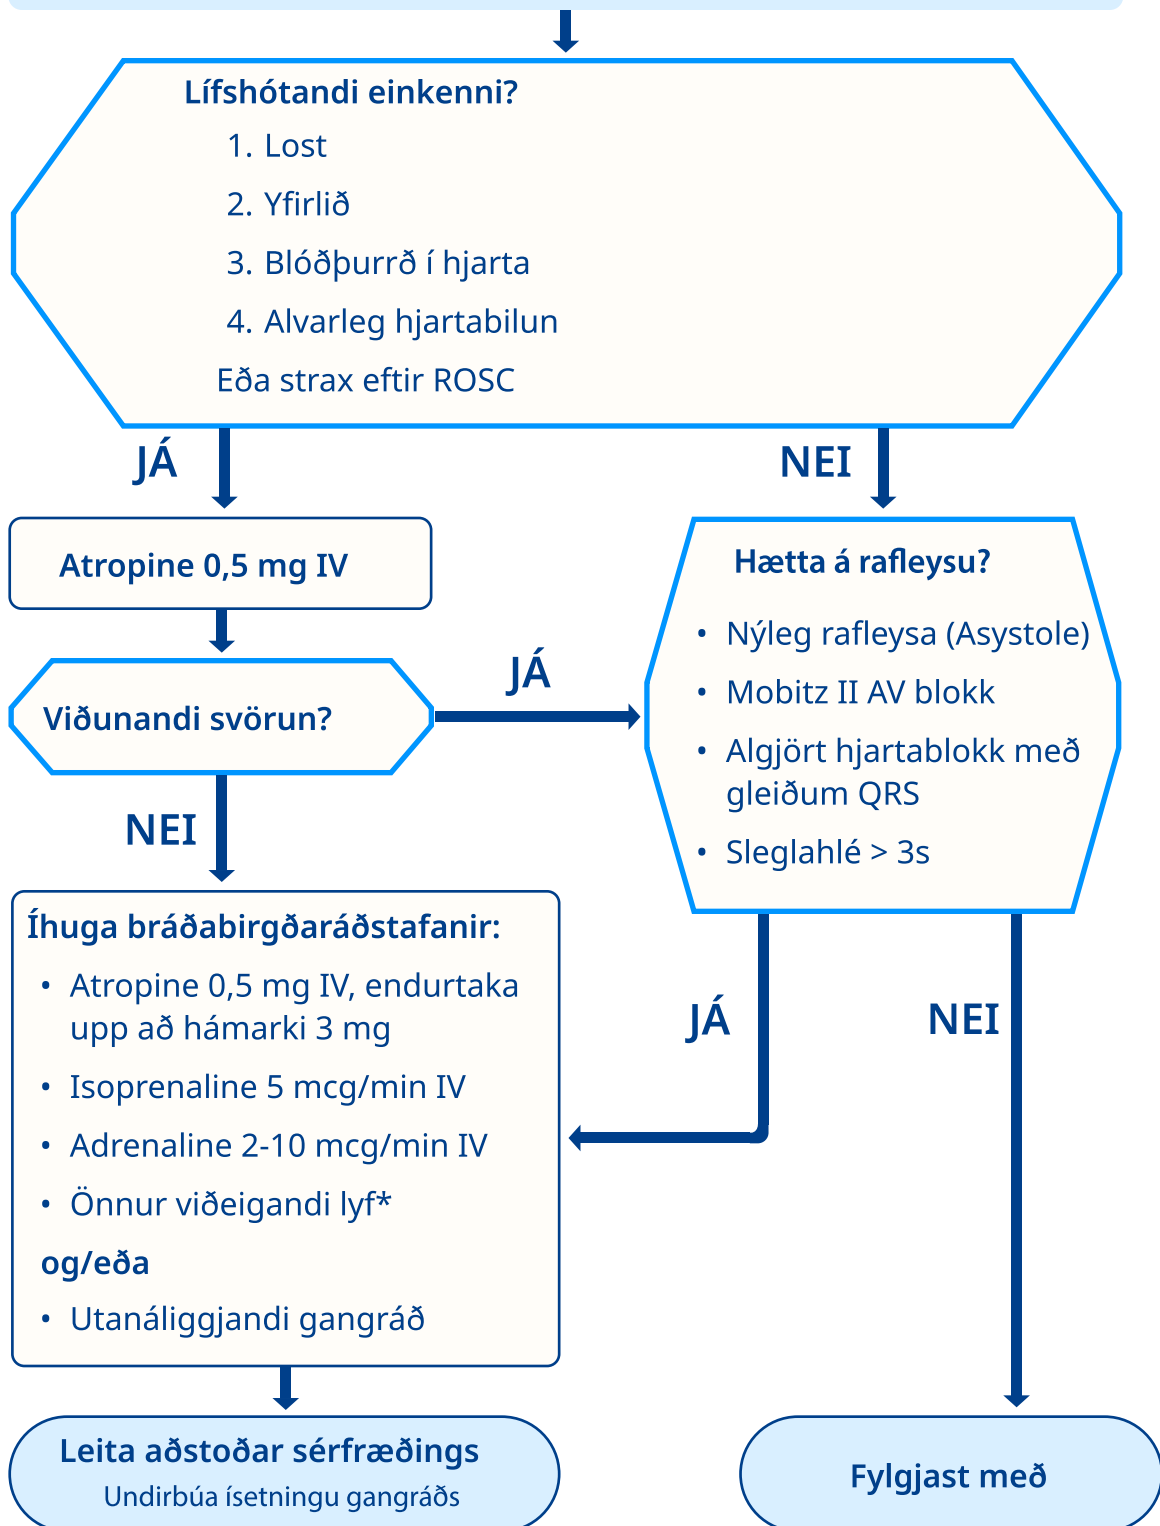 Lífshótandi einkenni?
1. Lost
2. Yfirlið
3. Blóðþurrð í hjarta
4. Alvarleg hjartabilun
Eða strax eftir ROSC
JÁ
NEI
Atropine 0,5 mg IV
Viðunandi svörun?
JÁ
NEI
Hætta á rafleysu?
• Nýleg rafleysa (Asystole)
• Mobitz II AV blokk
• Algjört hjartablokk með
gleiðum QRS
• Sleglahlé > 3s
JÁ
NEI
Íhuga bráðabirgðaráðstafanir:
• Atropine 0,5 mg IV, endurtaka
upp að hámarki 3 mg
• Isoprenaline 5 mcg/min IV
• Adrenaline 2-10 mcg/min IV
• Önnur viðeigandi lyf*
og/eða
• Utanáliggjandi gangráð
Leita aðstoðar sérfræðings
Undirbúa ísetningu gangráðs
Fylgjast með